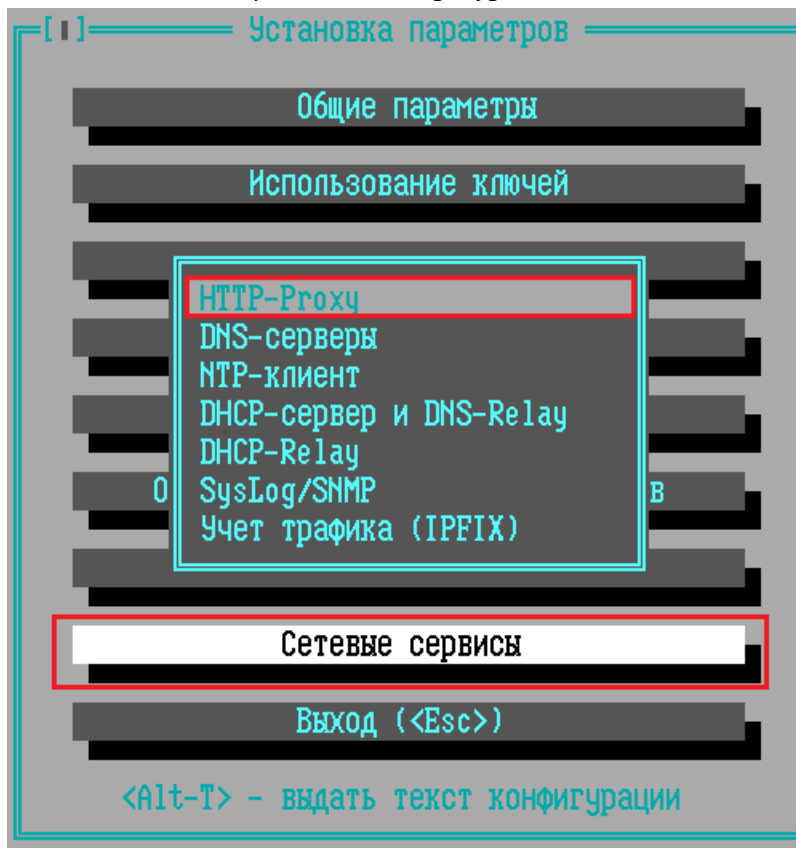 Установка параметров
Общие параметры
Использование ключей
HTTP-Proxy
DNS-серверы
NTP-клиент
DHCP-сервер и DNS-Relay
DHCP-Relay
О SysLog/SNMP в
Учет трафика (IPFIX)
Сетевые сервисы
Выход (<Esc>)
<Alt-T> - выдать текст конфигурации